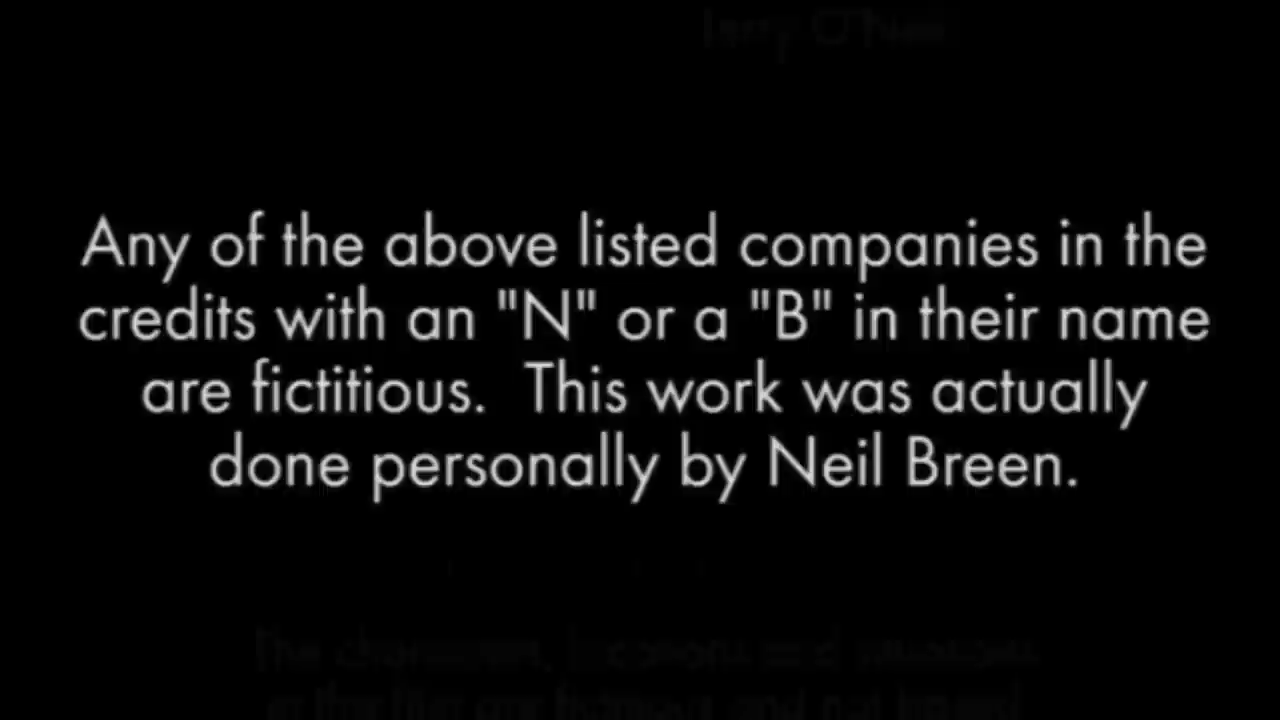 Any of the above listed companies in the
credits with an "N" or a "B" in their name
are fictitious.  This work was actually
done personally by Neil Breen.